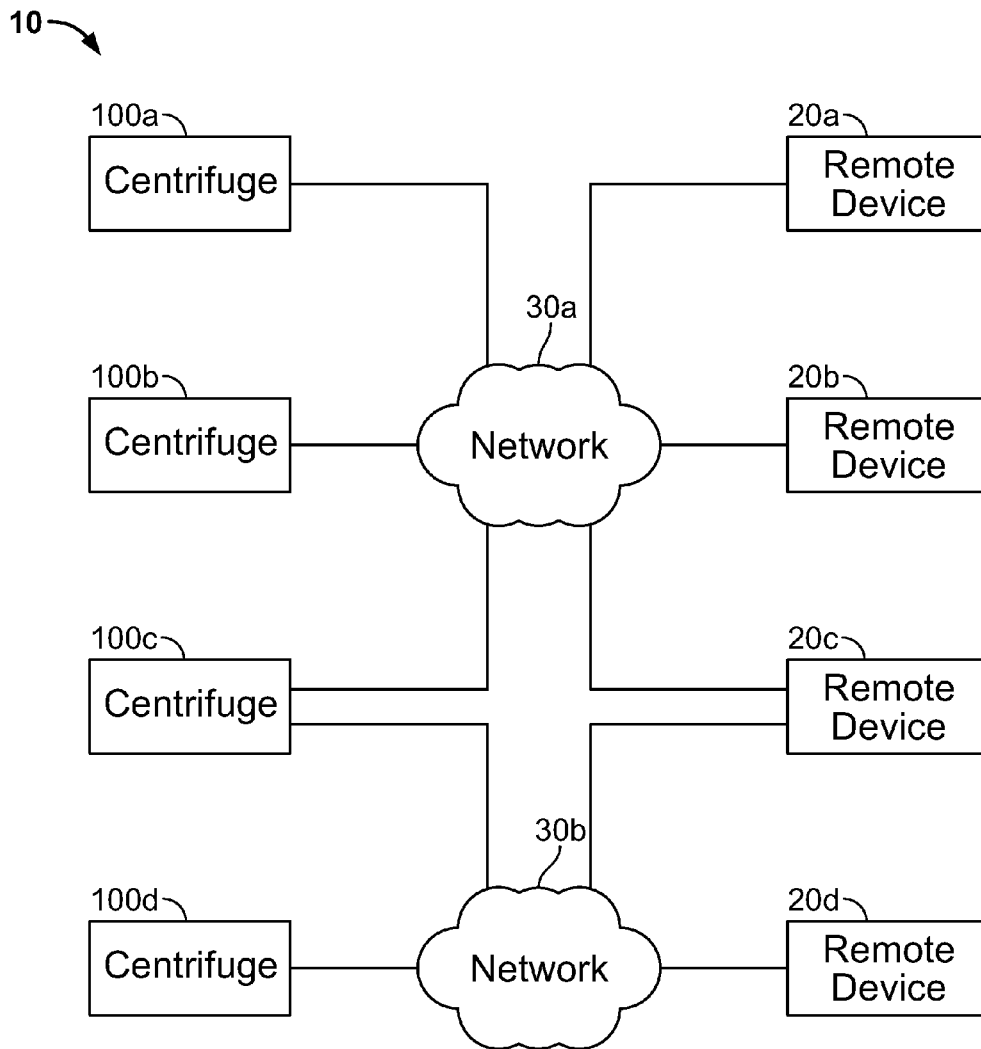 10
100a
Centrifuge
20a
Remote
Device
30a
100b
Centrifuge
Network
20b
Remote
Device
100c
Centrifuge
20c
Remote
Device
30b
100d
Centrifuge
Network
20d
Remote
Device